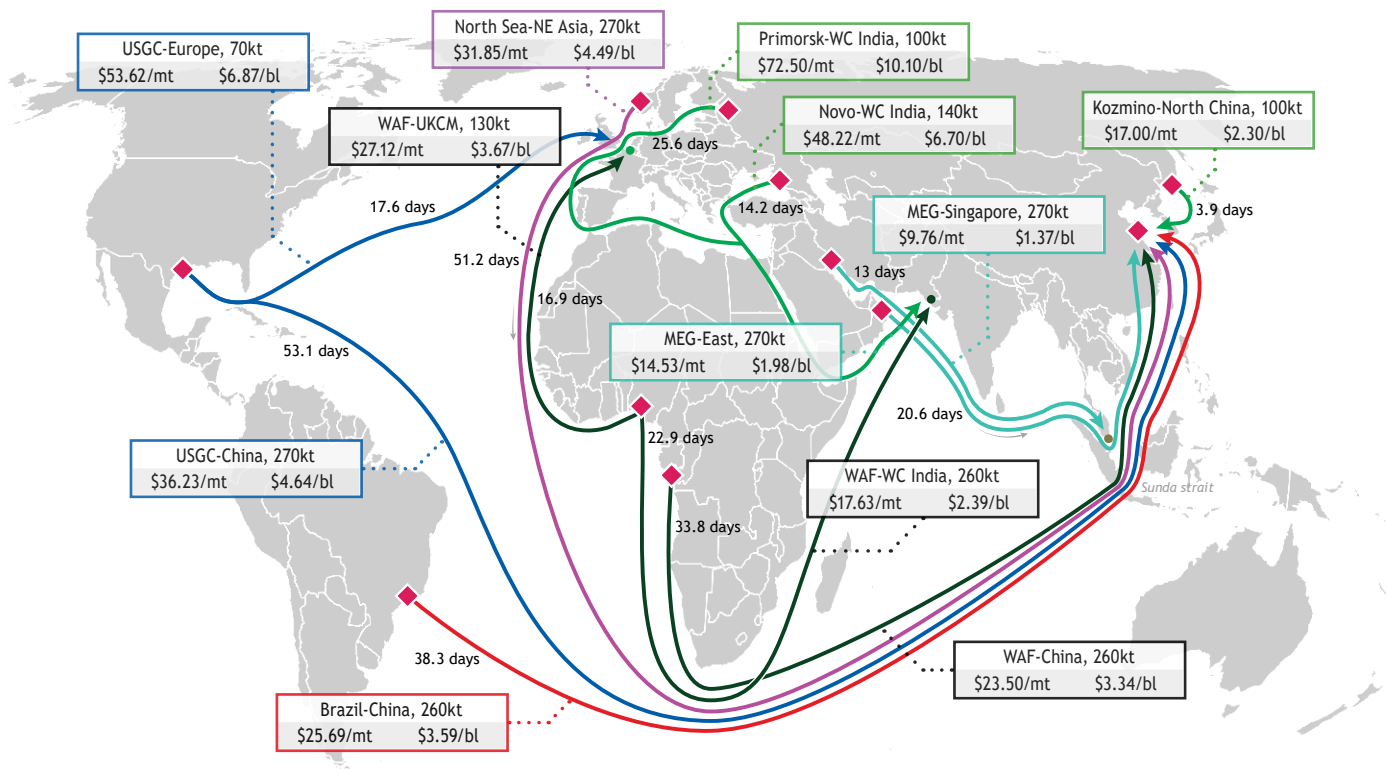 North Sea-NE Asia, 270kt
$31.85/mt $4.49/bl
USGC-Europe, 70kt
$53.62/mt $6.87/bl
Primorsk-WC India, 100kt
$72.50/mt $10.10/bl
WAF-UKCM, 130kt
$27.12/mt $3.67/bl
Novo-WC India, 140kt
$48.22/mt $6.70/bl
Kozmino-North China, 100kt
$17.00/mt $2.30/bl
25.6 days
17.6 days
14.2 days
MEG-Singapore, 270kt
$9.76/mt $1.37/bl
3.9 days
51.2 days
13 days
16.9 days
53.1 days
MEG-East, 270kt
$14.53/mt $1.98/bl
20.6 days
22.9 days
USGC-China, 270kt
$36.23/mt $4.64/bl
WAF-WC India, 260kt
$17.63/mt $2.39/bl
Sunda strait
33.8 days
38.3 days
WAF-China, 260kt
$23.50/mt $3.34/bl
Brazil-China, 260kt
$25.69/mt $3.59/bl